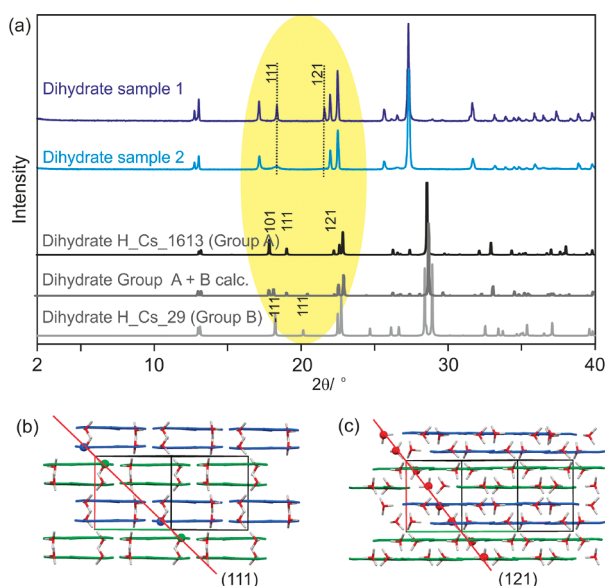 (a)
111
121
Dihydrate sample 1
Dihydrate sample 2
101
111
121
Dihydrate H_Cs_1613 (Group A)
Dihydrate Group A + B calc.
111
111
Dihydrate H_Cs_29 (Group B)
Intensity
2 10 20 30 40
2θ/ °
(b) (c)
(111) (121)